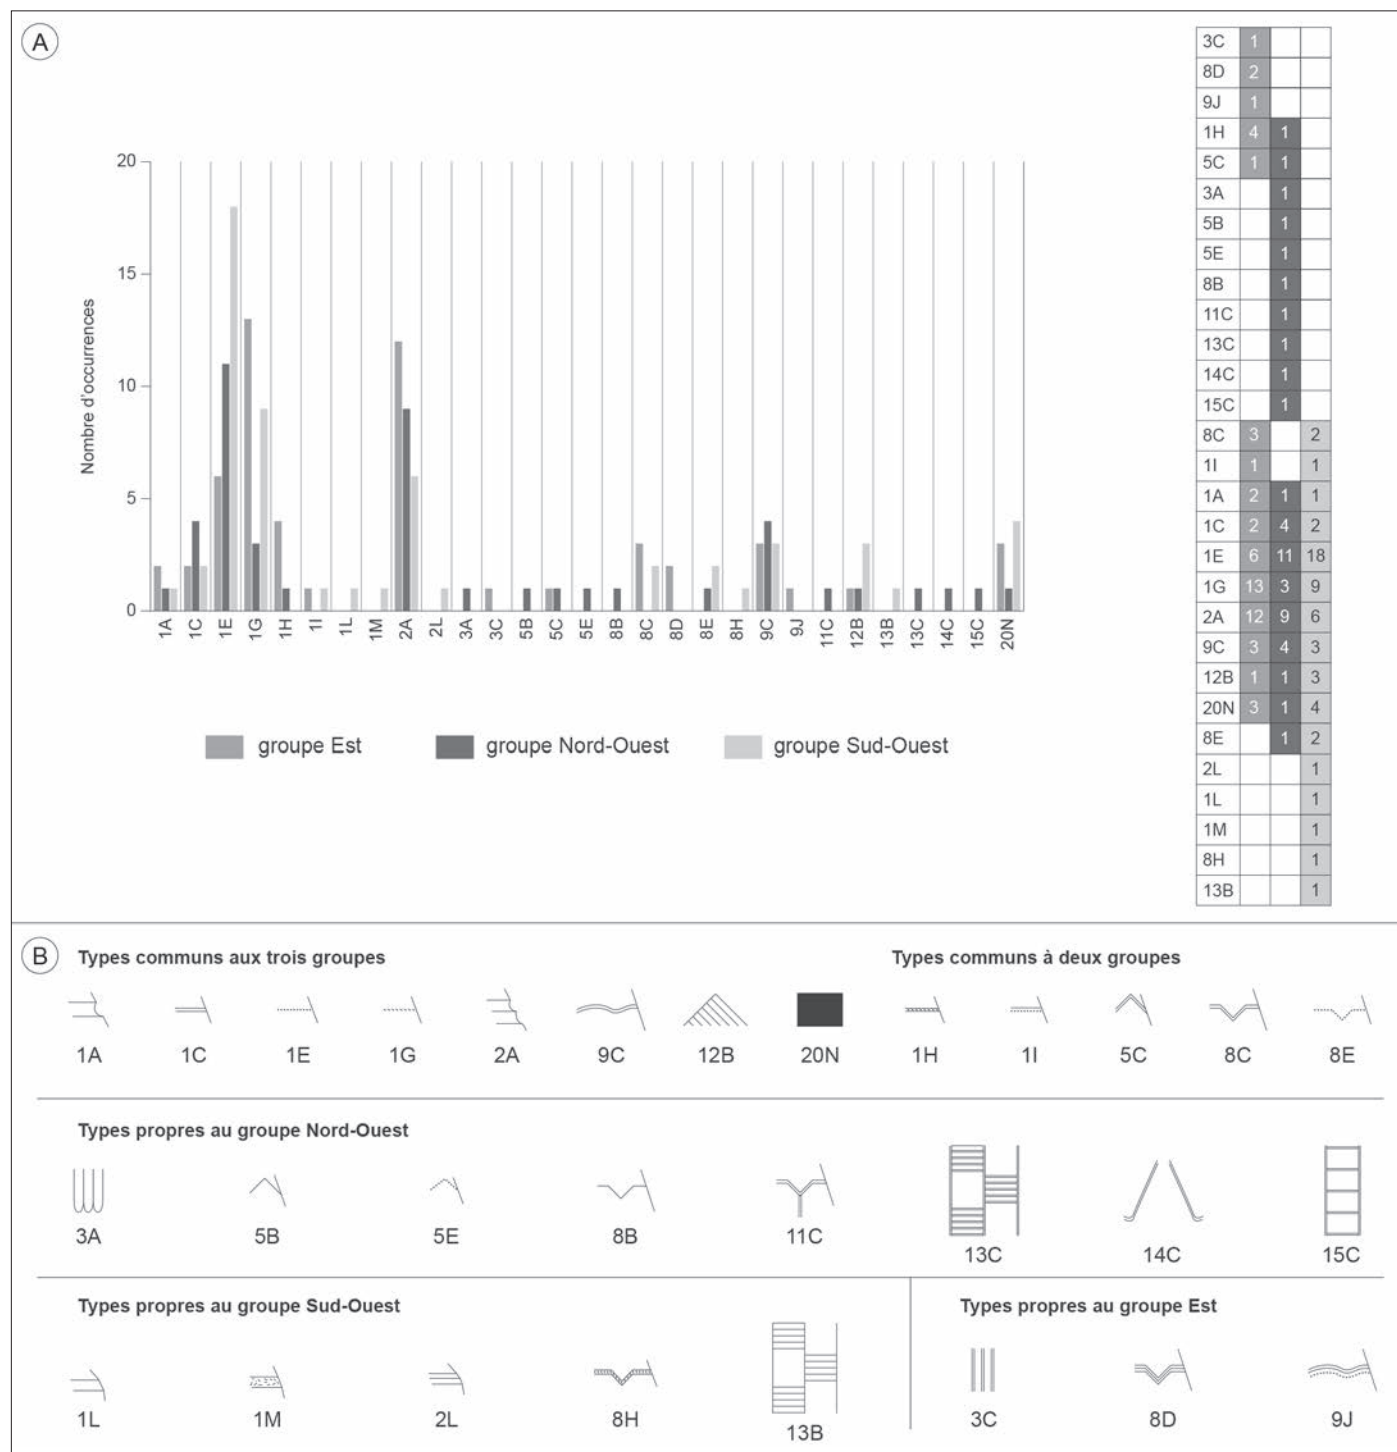 A
20
15
10
5
0
Nombre d'occurrences
1A 1C 1E 1G 1H 1I 1L 1M 2A 2L 3A 3C 5B 5C 5E 8B 8C 8D 8E 8H 9C 9J 11C 12B 13B 13C 14C 15C 20N
groupe Est groupe Nord-Ouest groupe Sud-Ouest
3C 1
8D 2
9J 1
1H 4 1
5C 1 1
3A 1
5B 1
5E 1
8B 1
11C 1
13C 1
14C 1
15C 1
8C 3 2
1I 1 1
1A 2 1 1
1C 2 4 2
1E 6 11 18
1G 13 3 9
2A 12 9 6
9C 3 4 3
12B 1 1 3
20N 3 1 4
8E 1 2
2L 1
1L 1
1M 1
8H 1
13B 1
B
Types communs aux trois groupes
1A 1C 1E 1G 2A 9C 12B 20N
Types communs à deux groupes
1H 1I 5C 8C 8E
Types propres au groupe Nord-Ouest
3A 5B 5E 8B 11C 13C 14C 15C
Types propres au groupe Sud-Ouest
1L 1M 2L 8H 13B
Types propres au groupe Est
3C 8D 9J